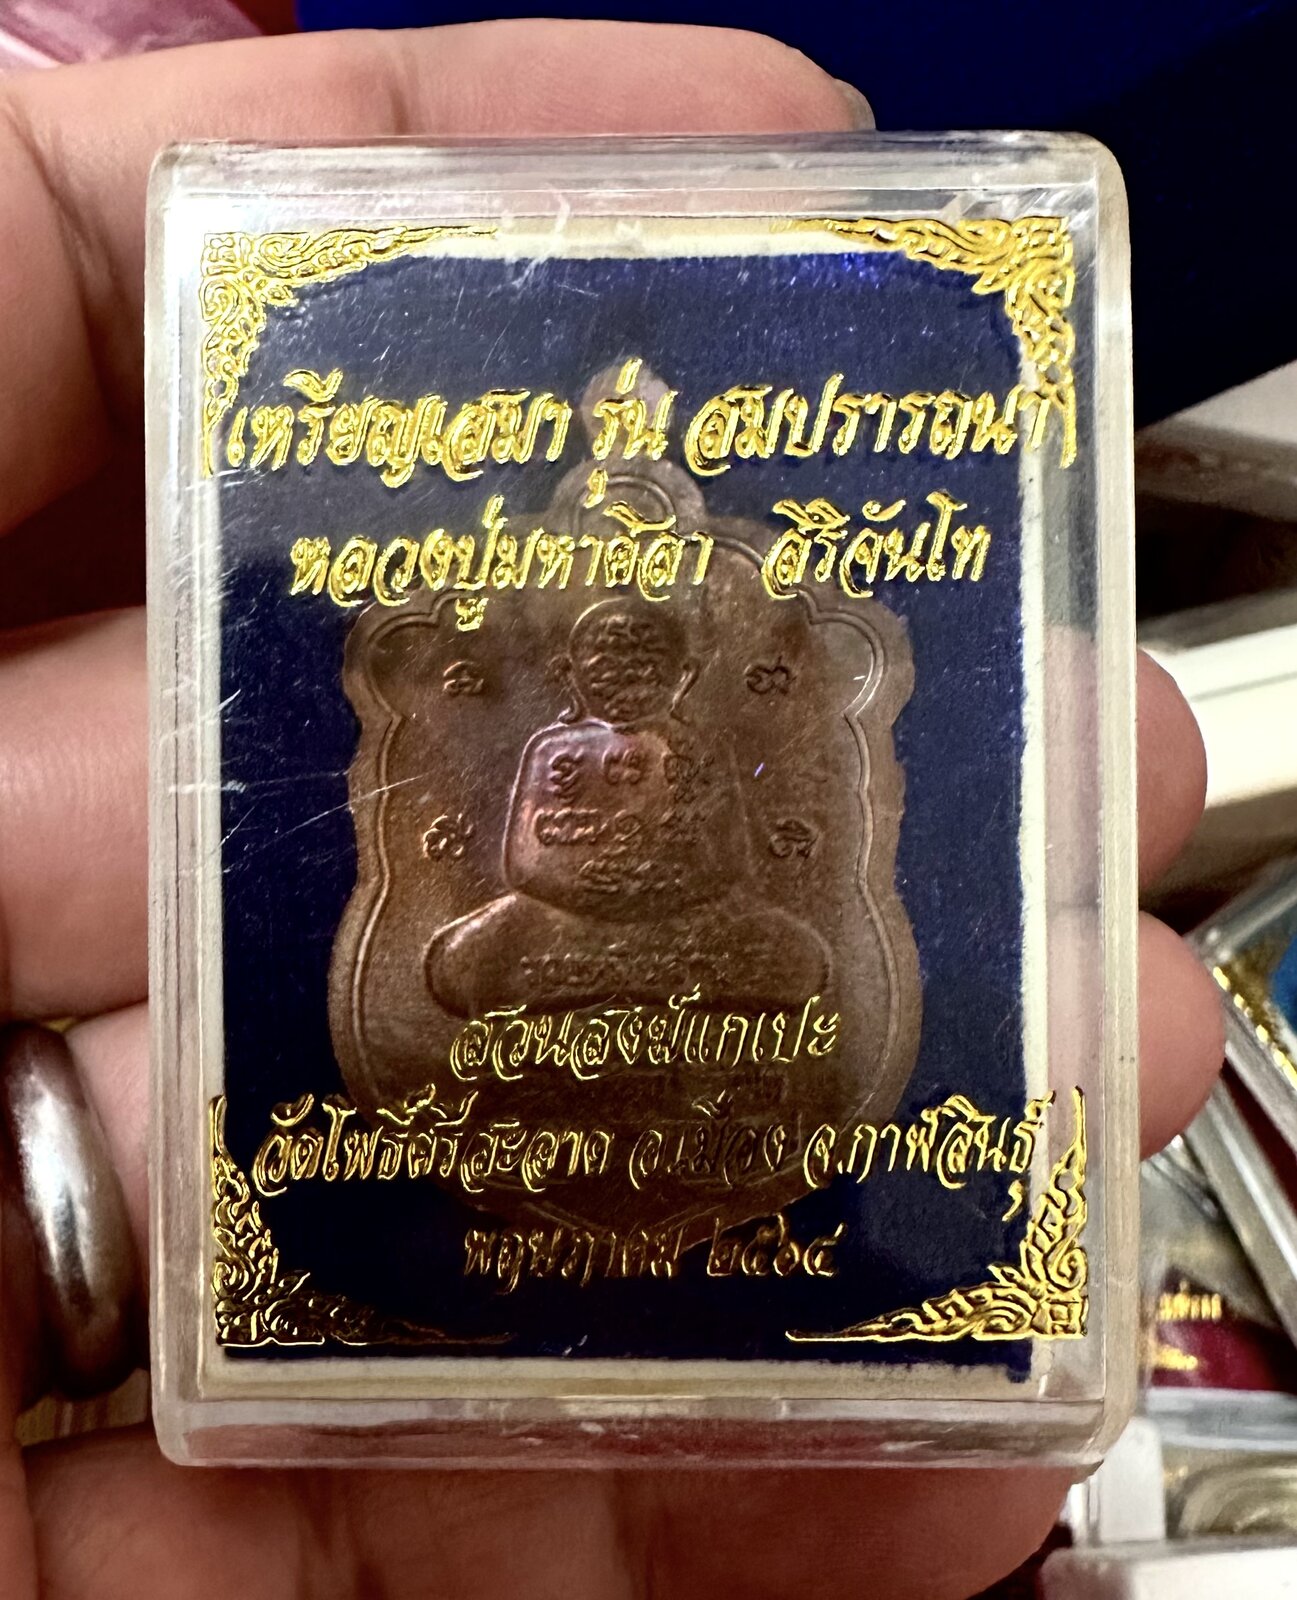 เหรียญเสมา รุ่น สมปรารถนา
หลวงปู่มหาศิลา สิริจันโท
สวนสงฆ์แกเปะ
วัดโพธิ์ศรีสะอาด อ.เมือง จ.กาฬสินธุ์
พฤษภาคม ๒๕๖๔